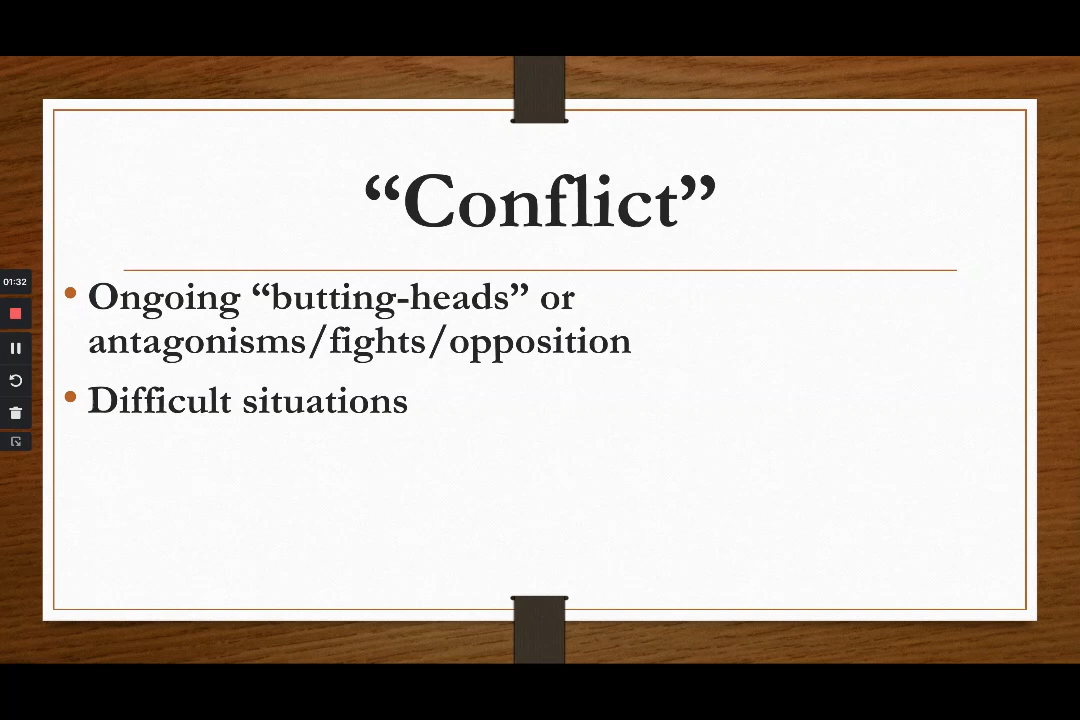 “Conflict”
• Ongoing “butting-heads” or
antagonisms/fights/opposition
• Difficult situations
01:32